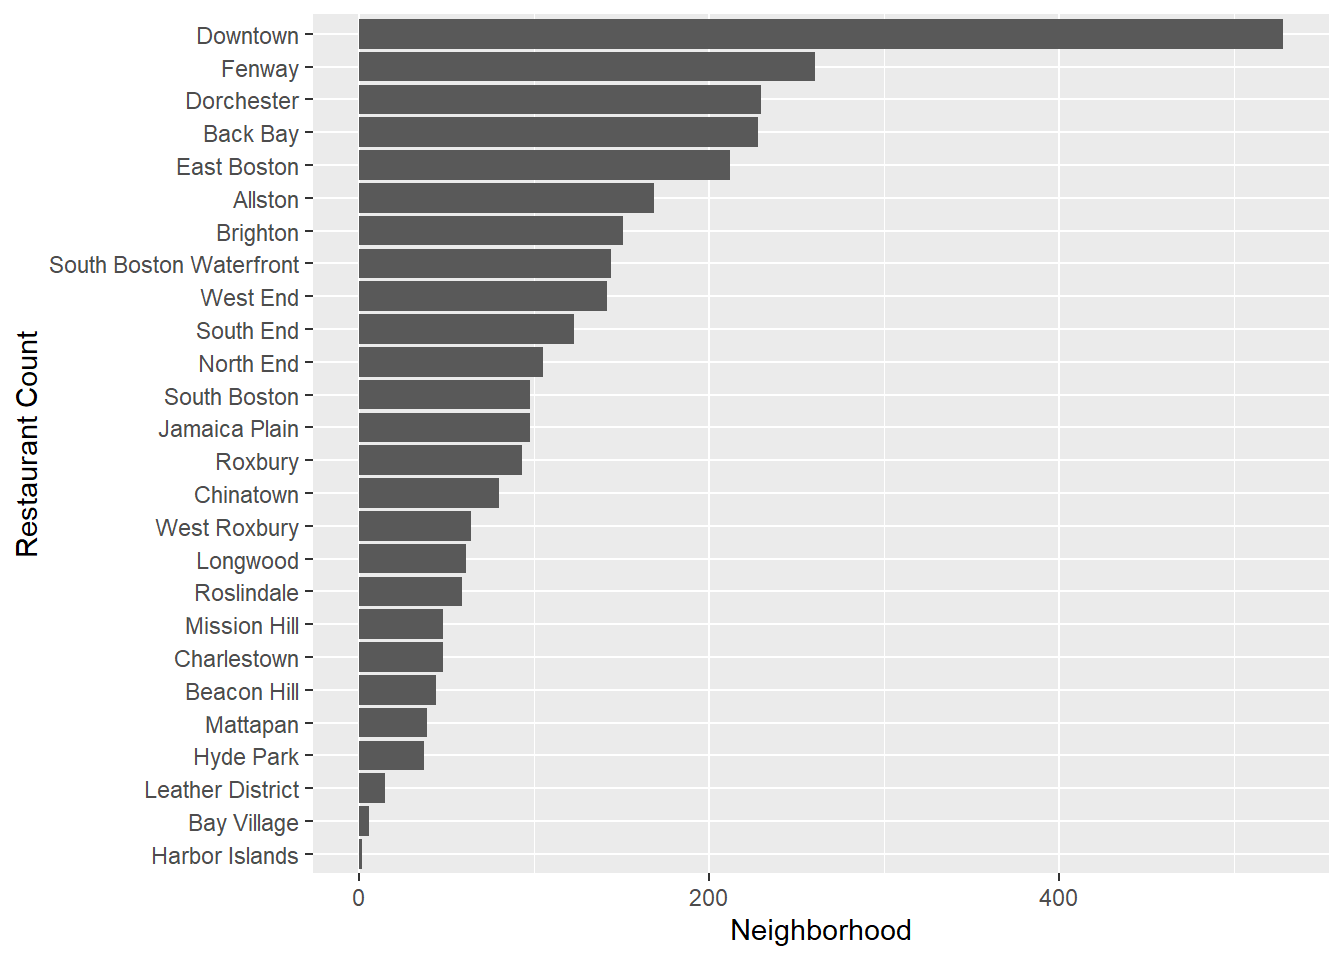 Downtown
Fenway
Dorchester
Back Bay
East Boston
Allston
Brighton
South Boston Waterfront
West End
South End
North End
South Boston
Jamaica Plain
Roxbury
Chinatown
West Roxbury
Longwood
Roslindale
Mission Hill
Charlestown
Beacon Hill
Mattapan
Hyde Park
Leather District
Bay Village
Harbor Islands
Restaurant Count
0 200 400
Neighborhood